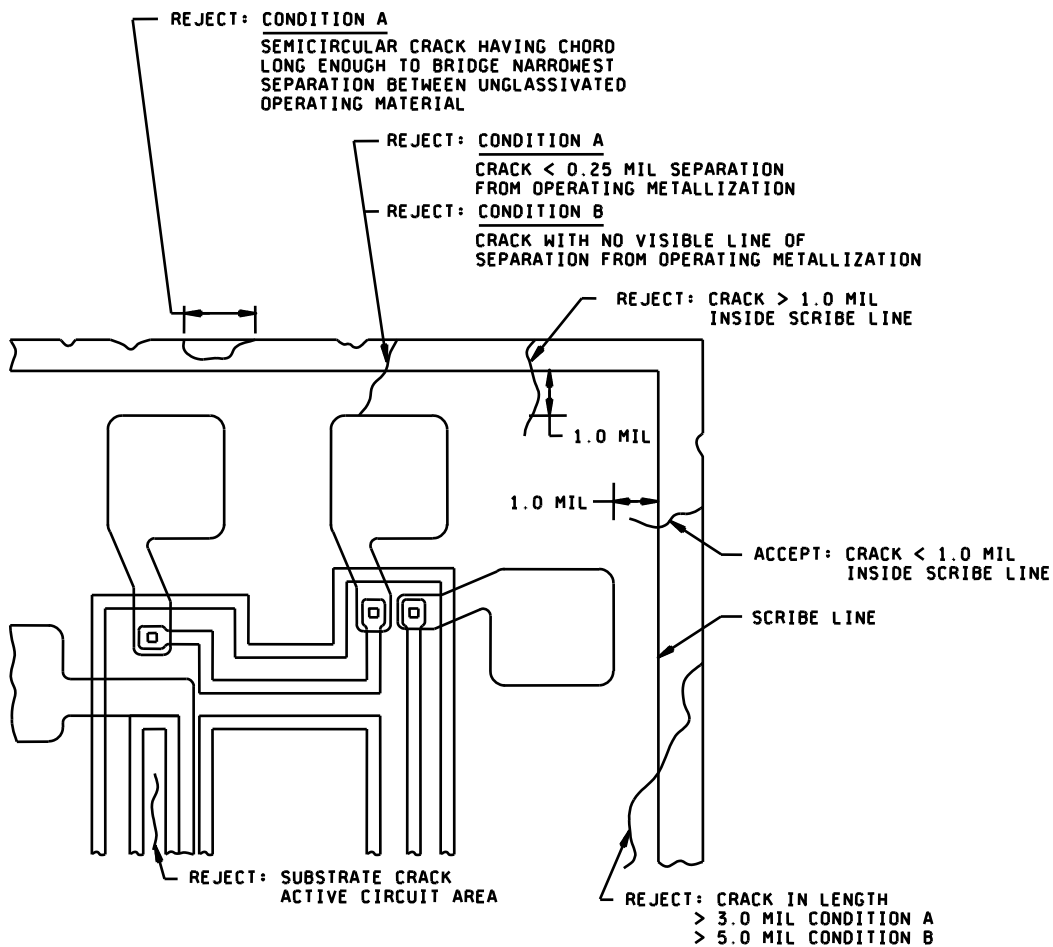 REJECT: CONDITION A
SEMICIRCULAR CRACK HAVING CHORD
LONG ENOUGH TO BRIDGE NARROWEST
SEPARATION BETWEEN UNGLASSIVATED
OPERATING MATERIAL
REJECT: CONDITION A
CRACK < 0.25 MIL SEPARATION
FROM OPERATING METALLIZATION
REJECT: CONDITION B
CRACK WITH NO VISIBLE LINE OF
SEPARATION FROM OPERATING METALLIZATION
REJECT: CRACK > 1.0 MIL
INSIDE SCRIBE LINE
1.0 MIL
1.0 MIL
ACCEPT: CRACK < 1.0 MIL
INSIDE SCRIBE LINE
SCRIBE LINE
REJECT: SUBSTRATE CRACK
ACTIVE CIRCUIT AREA
REJECT: CRACK IN LENGTH
> 3.0 MIL CONDITION A
> 5.0 MIL CONDITION B